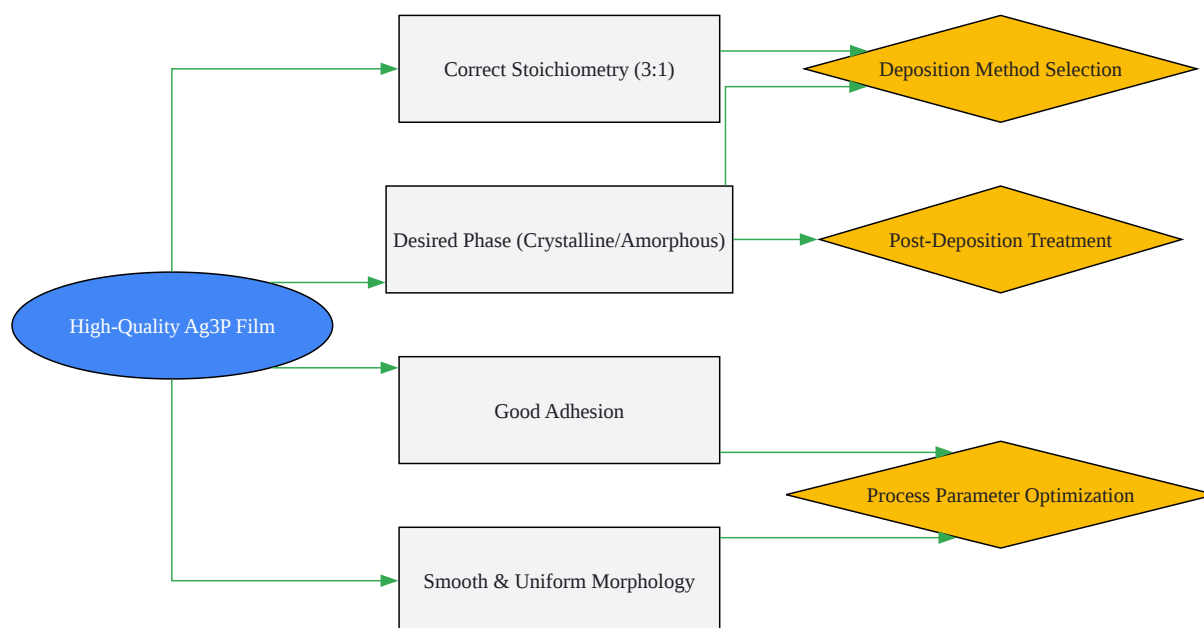 Correct Stoichiometry (3:1)
Deposition Method Selection
Desired Phase (Crystalline/Amorphous)
Post-Deposition Treatment
High-Quality Ag3P Film
Good Adhesion
Process Parameter Optimization
Smooth & Uniform Morphology